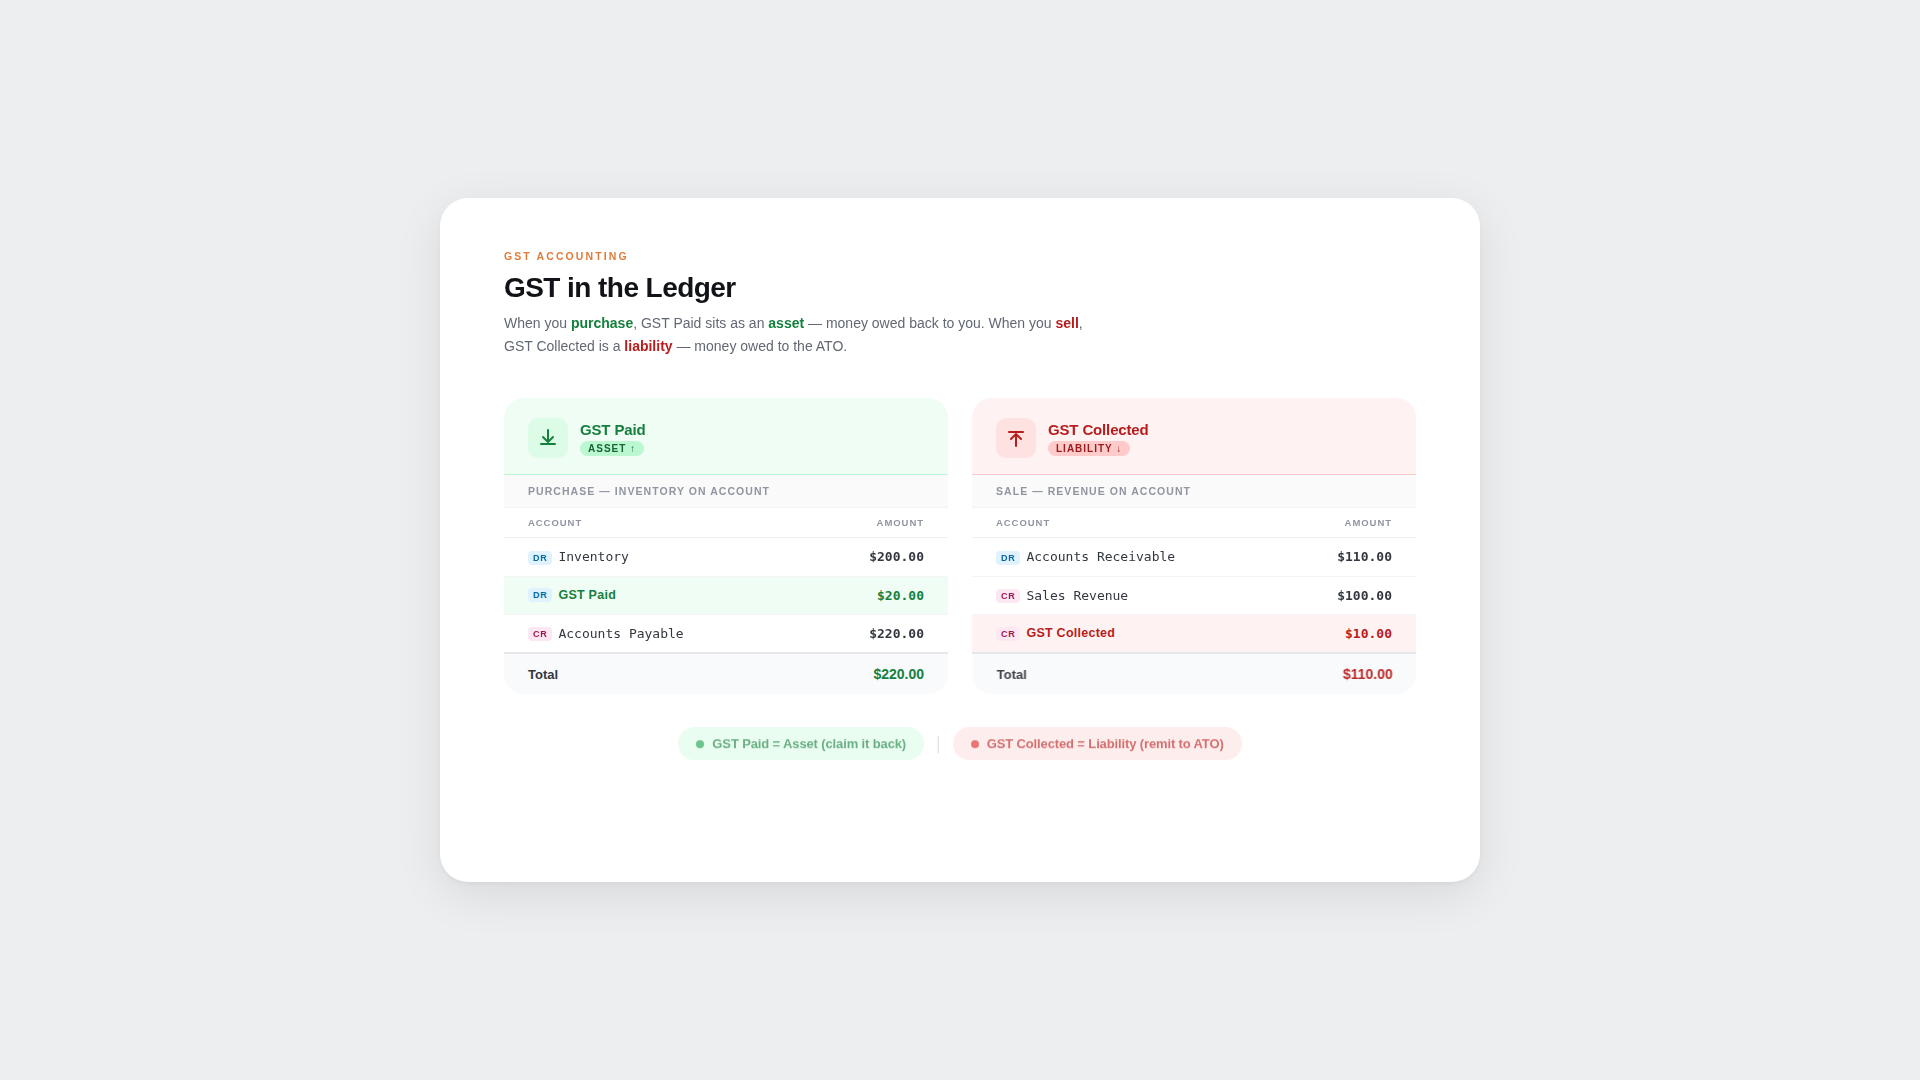 GST ACCOUNTING
GST in the Ledger
When you purchase, GST Paid sits as an asset — money owed back to you. When you sell,
GST Collected is a liability — money owed to the ATO.
GST Paid
ASSET ↑
PURCHASE — INVENTORY ON ACCOUNT
ACCOUNT AMOUNT
DR Inventory $200.00
DR GST Paid $20.00
CR Accounts Payable $220.00
Total $220.00
GST Collected
LIABILITY ↓
SALE — REVENUE ON ACCOUNT
ACCOUNT AMOUNT
DR Accounts Receivable $110.00
CR Sales Revenue $100.00
CR GST Collected $10.00
Total $110.00
GST Paid = Asset (claim it back)
GST Collected = Liability (remit to ATO)